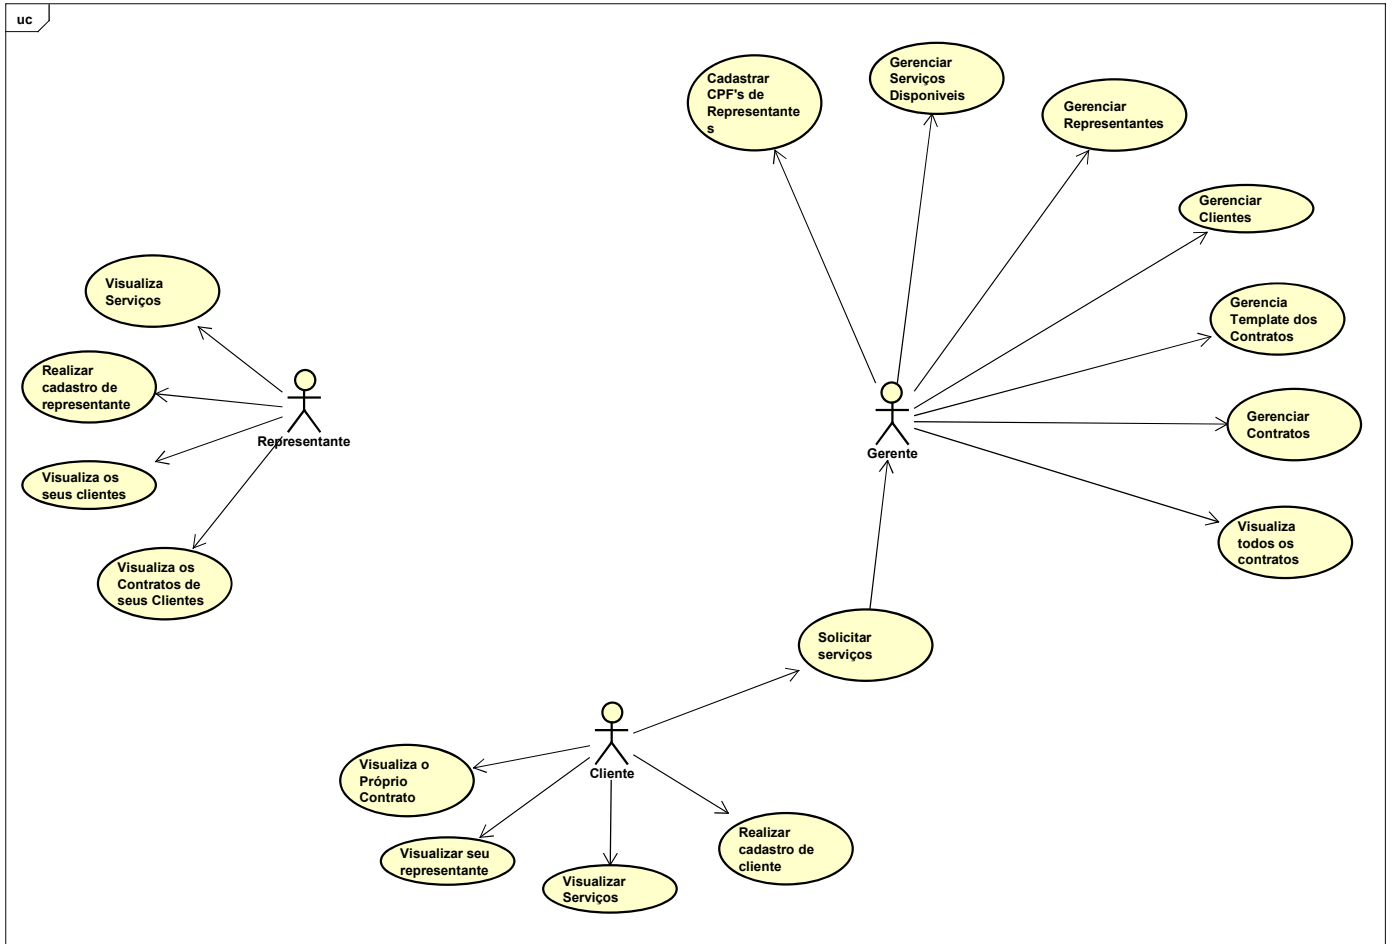 uc
Cadastrar
CPF's de
Representante
s
Gerenciar
Serviços
Disponiveis
Gerenciar
Representantes
Gerenciar
Clientes
Gerencia
Template dos
Contratos
Gerenciar
Contratos
Visualiza
todos os
contratos
Gerente
Visualiza
Serviços
Realizar
cadastro de
representante
Visualiza os
seus clientes
Visualiza os
Contratos de
seus Clientes
Representante
Solicitar
serviços
Cliente
Visualiza o
Próprio
Contrato
Visualizar seu
representante
Visualizar
Serviços
Realizar
cadastro de
cliente